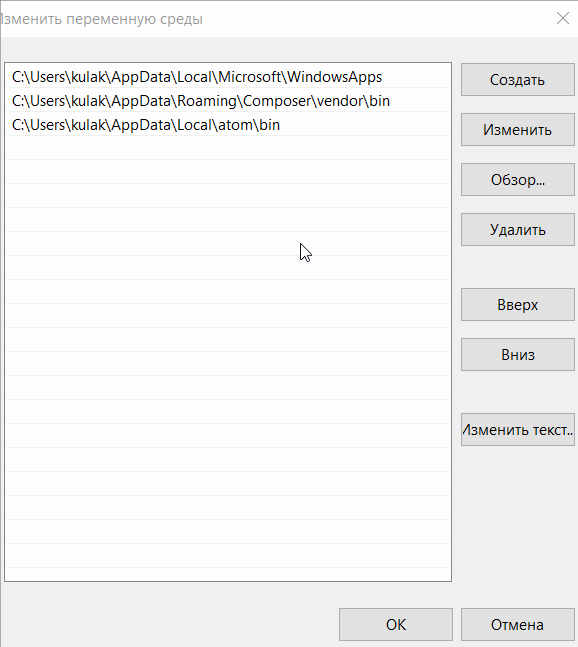 Изменить переменную среды
C:\Users\kulak\AppData\Local\Microsoft\WindowsApps
C:\Users\kulak\AppData\Roaming\Composer\vendor\bin
C:\Users\kulak\AppData\Local\atom\bin
Создать
Изменить
Обзор...
Удалить
Вверх
Вниз
Изменить текст...
ОК
Отмена